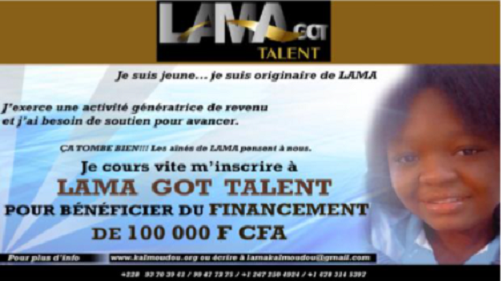 LAMA GOT
TALENT
Je suis jeune... je suis originaire de LAMA
J'exerce une activité génératrice de revenu
et j'ai besoin de soutien pour avancer.
ÇA TOMBE BIEN!!! Les aînés de LAMA pensent à nous.
Je cours vite m'inscrire à
LAMA GOT TALENT
POUR BÉNÉFICIER DU FINANCEMENT
DE 100 000 F CFA
Pour plus d'info www.kalmoudou.org ou écrire à lamakalmoudou@gmail.com